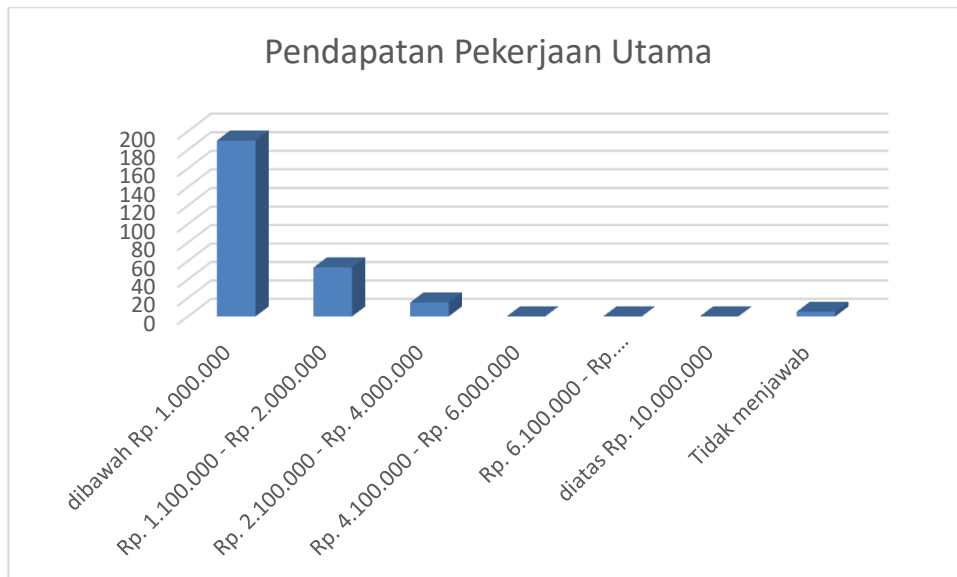 Pendapatan Pekerjaan Utama
200
180
160
140
120
100
80
60
40
20
0
dibawah Rp. 1.000.000
Rp. 1.100.000 - Rp. 2.000.000
Rp. 2.100.000 - Rp. 4.000.000
Rp. 4.100.000 - Rp. 6.000.000
Rp. 6.100.000 - Rp....
diatas Rp. 10.000.000
Tidak menjawab